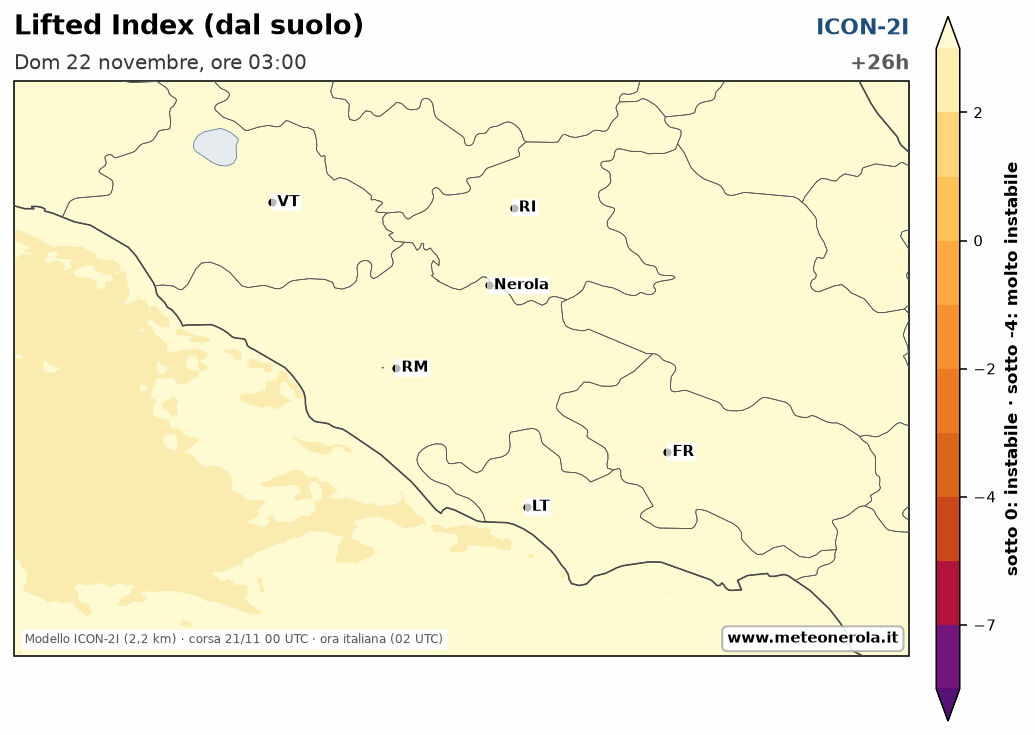 Lifted Index (dal suolo)
ICON-2I
Dom 22 novembre, ore 03:00
+26h
VT
RI
Nerola
RM
FR
LT
2
0
−2
−4
−7
sotto 0: instabile · sotto -4: molto instabile
Modello ICON-2I (2,2 km) · corsa 21/11 00 UTC · ora italiana (02 UTC)
www.meteonerola.it